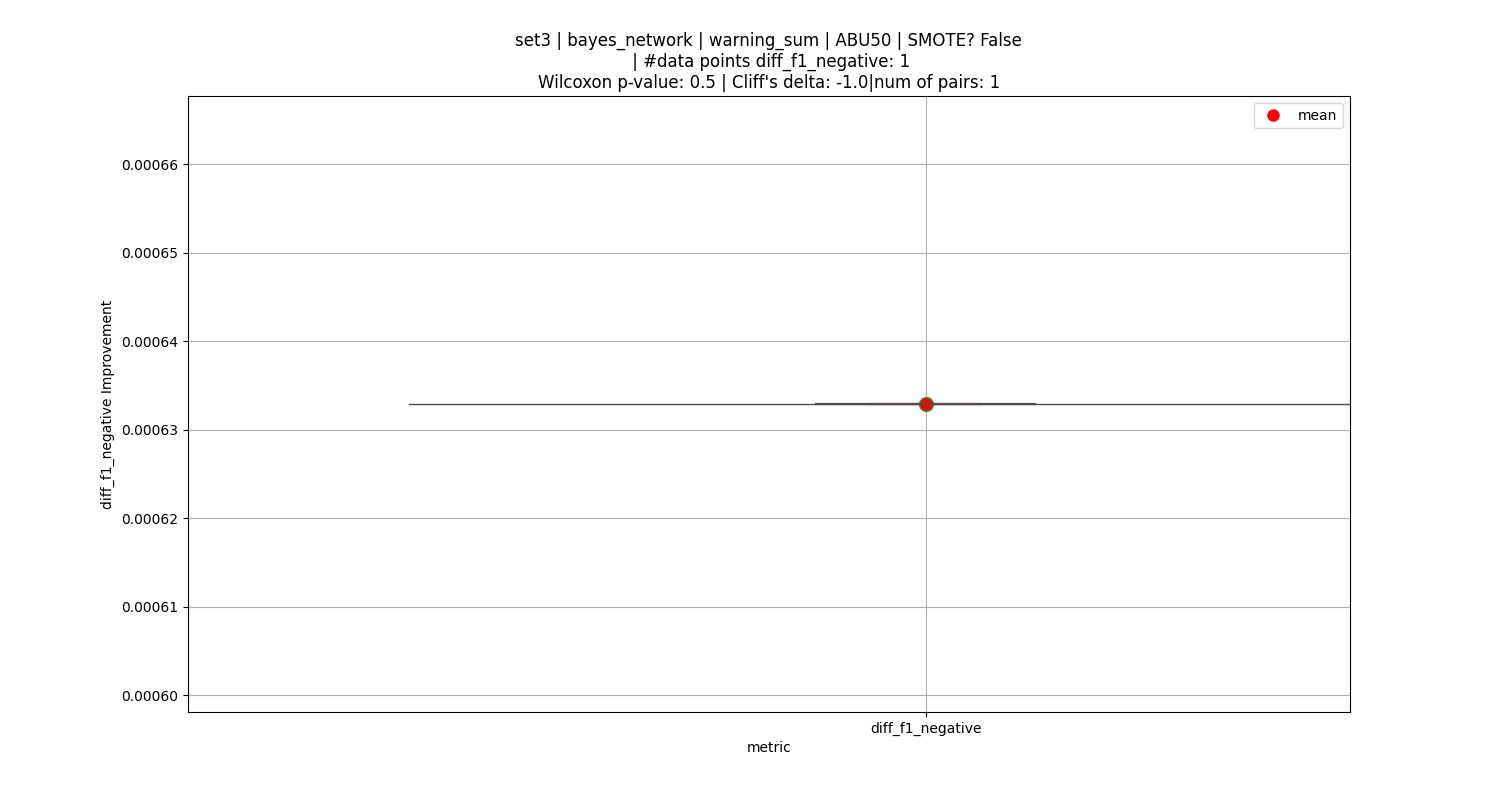 set3 | bayes_network | warning_sum | ABU50 | SMOTE? False
| #data points diff_f1_negative: 1
Wilcoxon p-value: 0.5 | Cliff's delta: -1.0|num of pairs: 1
mean
0.00066
0.00065
0.00064
0.00063
0.00062
0.00061
0.00060
diff_f1_negative Improvement
diff_f1_negative
metric